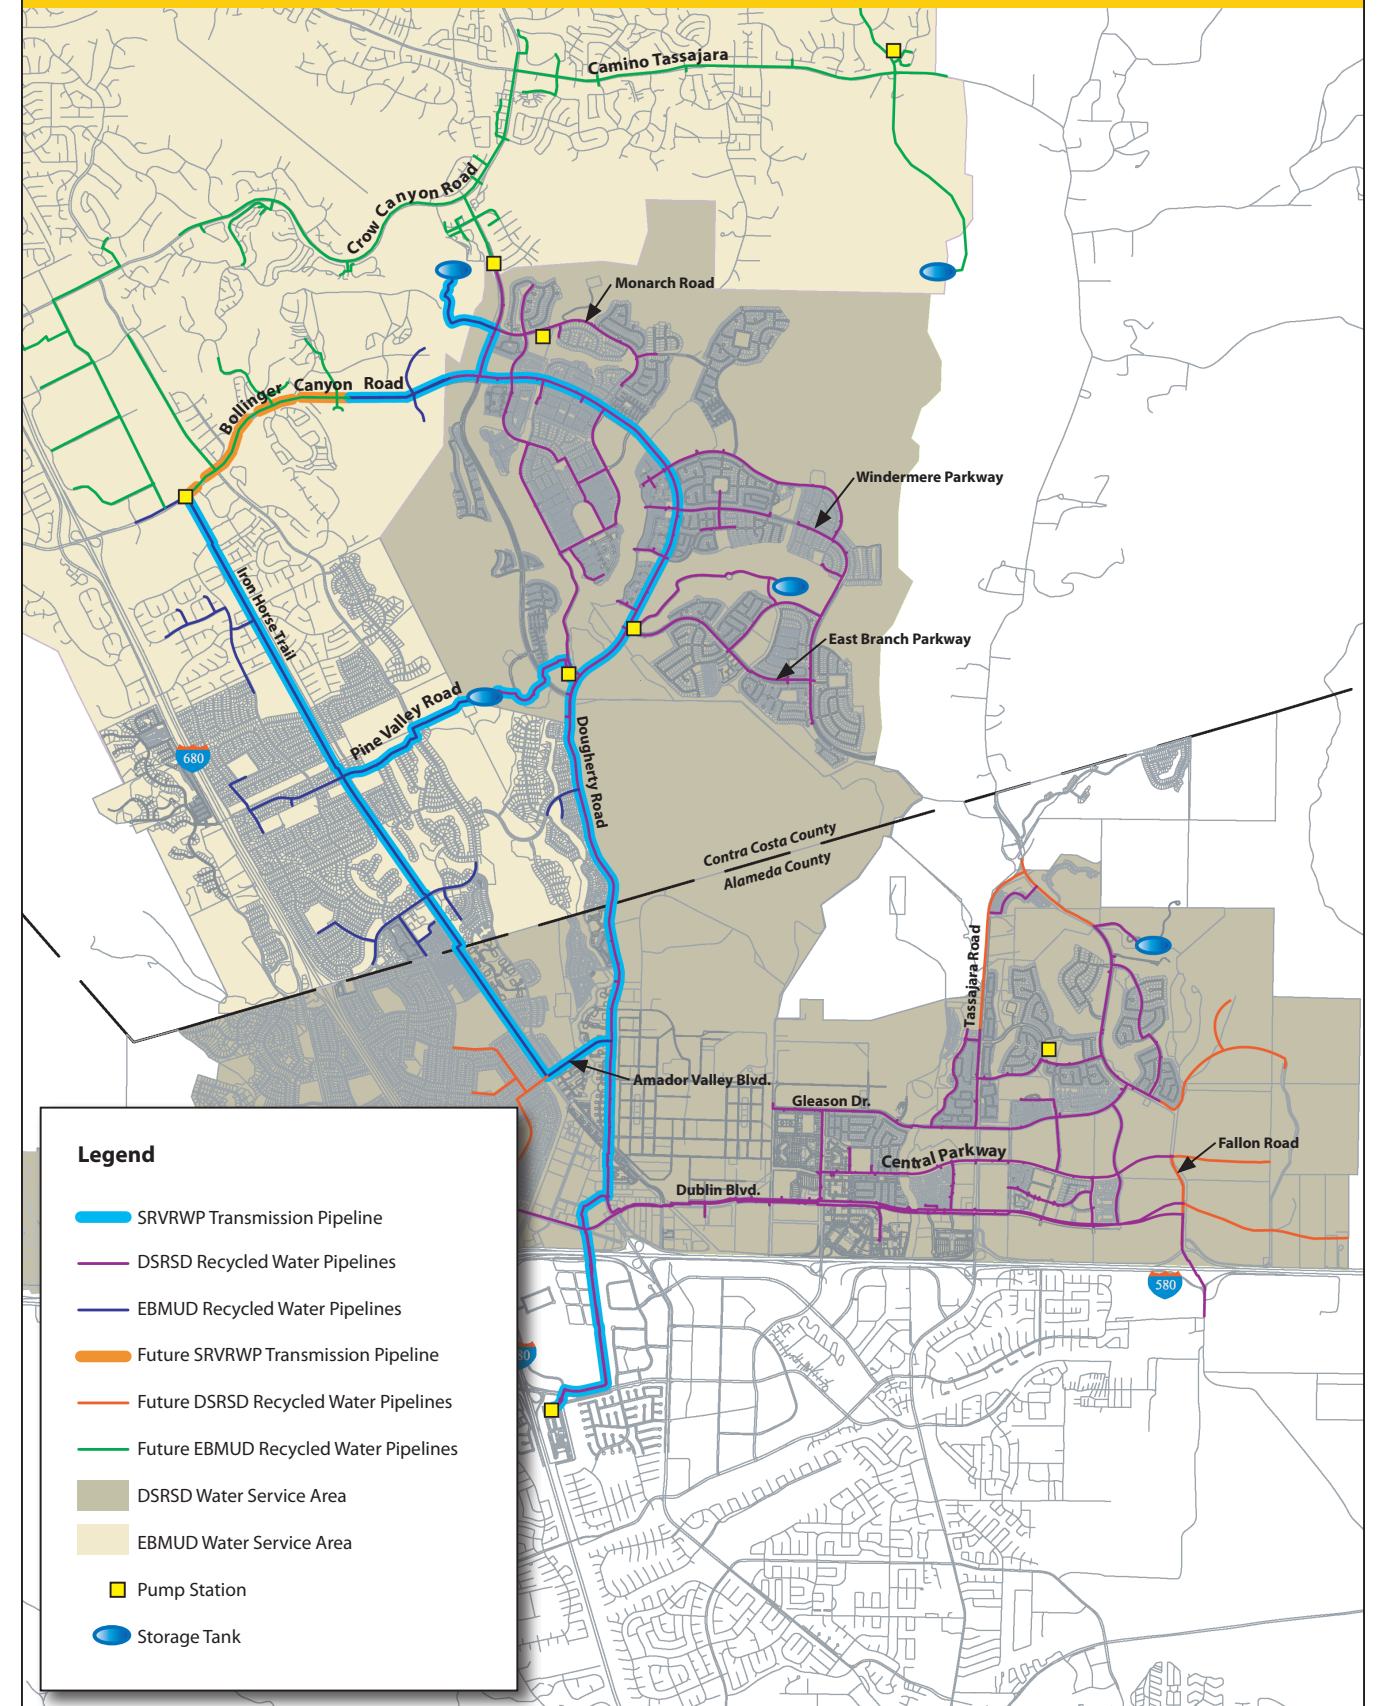 Camino Tassajara
Crow Canyon Road
Monarch Road
Bollinger Canyon Road
Windermere Parkway
Iron Horse Trail
East Branch Parkway
Pine Valley Road
680
Dougherty Road
Contra Costa County
Alameda County
Tassajara Road
Amador Valley Blvd.
Gleason Dr.
Central Parkway
Fallon Road
Dublin Blvd.
580
80
Legend
SRVRWP Transmission Pipeline
DSRSD Recycled Water Pipelines
EBMUD Recycled Water Pipelines
Future SRVRWP Transmission Pipeline
Future DSRSD Recycled Water Pipelines
Future EBMUD Recycled Water Pipelines
DSRSD Water Service Area
EBMUD Water Service Area
Pump Station
Storage Tank